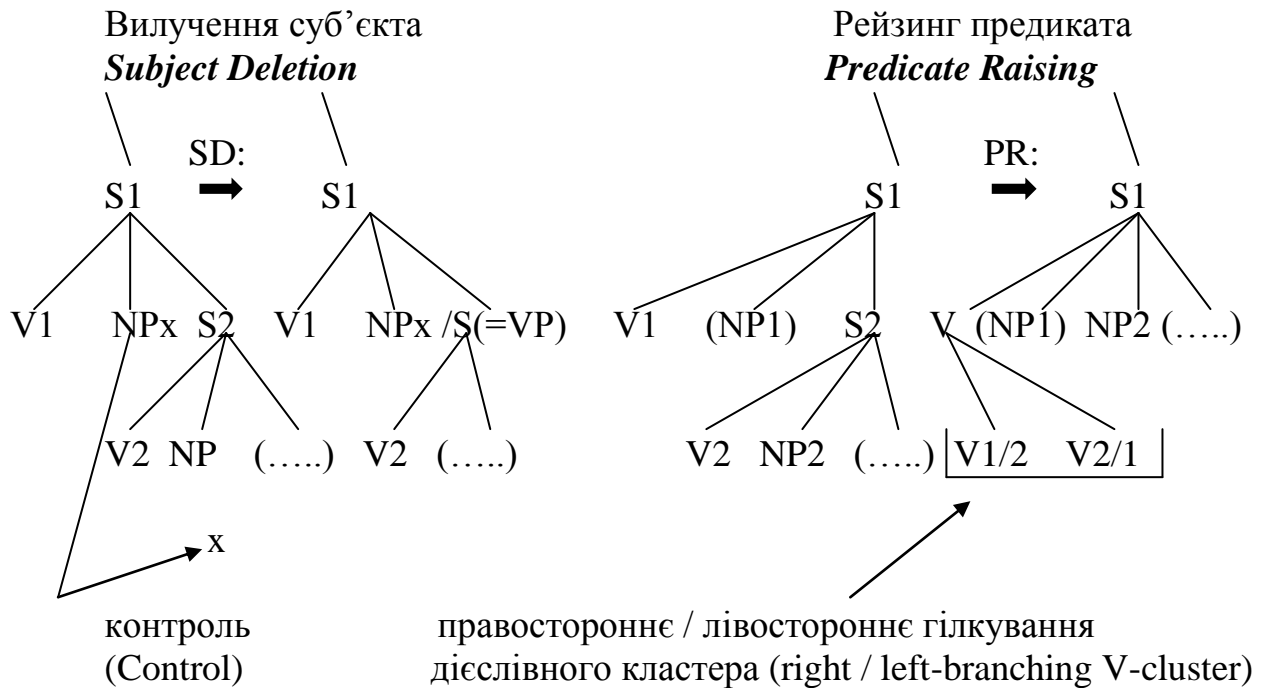 Вилучення суб’єкта Рейзинг предиката
Subject Deletion Predicate Raising
SD: PR:
S1 S1 S1 S1
V1 NPx S2 V1 NPx /S(=VP) V1 (NP1) S2 V (NP1) NP2 (…..)
V2 NP (…..) V2 (…..) V2 NP2 (…..) V1/2 V2/1
x
контроль правостороннє / лівостороннє гілкування
(Control) дієслівного кластера (right / left-branching V-cluster)